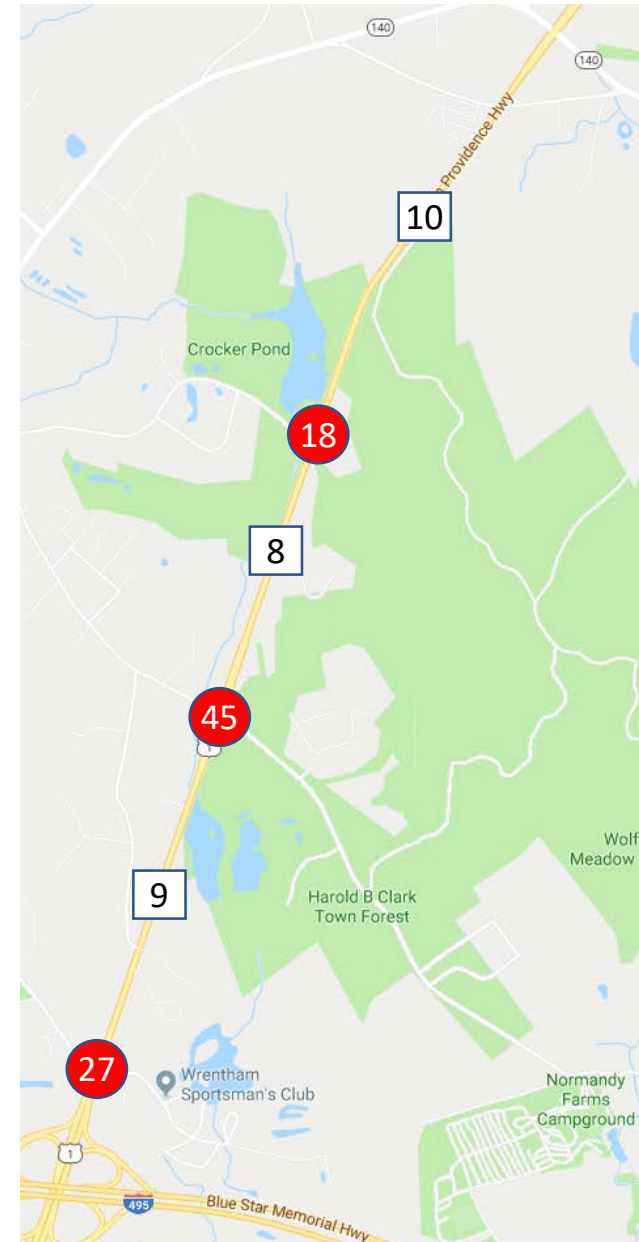 140
140
Providence Hwy
10
Crocker Pond
18
8
45
1
Wolf
Meadow
9
Harold B Clark
Town Forest
27
Wrentham
Sportsman's Club
Normandy
Farms
Campground
1
495
Blue Star Memorial Hwy